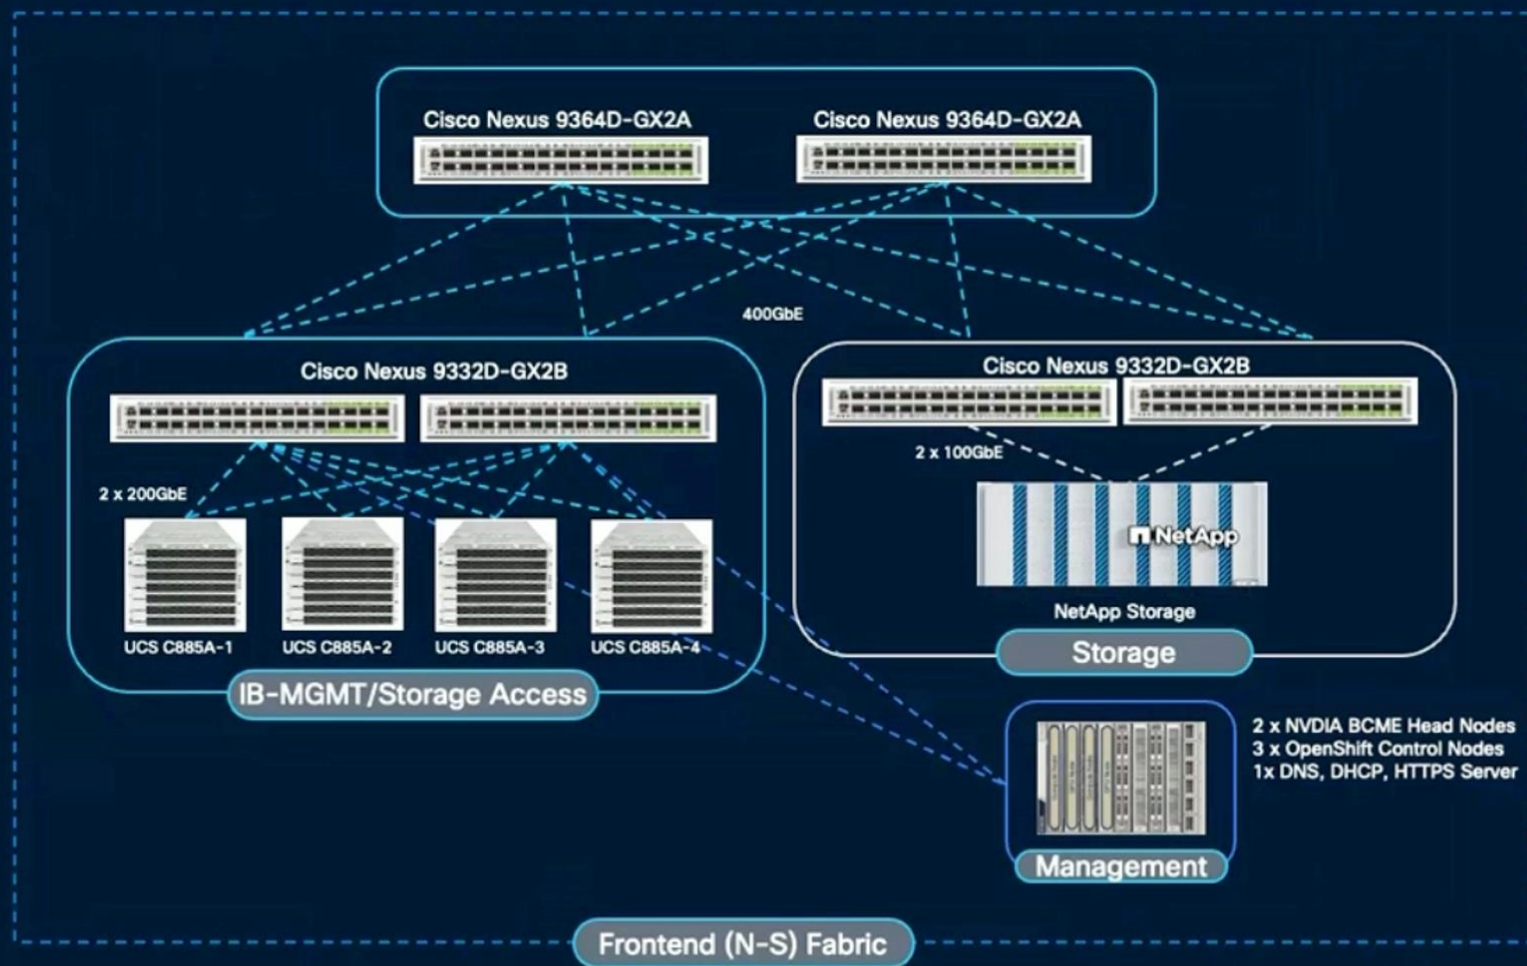 Cisco Nexus 9364D-GX2A
Cisco Nexus 9364D-GX2A
400GbE
Cisco Nexus 9332D-GX2B
Cisco Nexus 9332D-GX2B
2 x 100GbE
2 x 200GbE
NetApp
NetApp Storage
UCS C885A-1
UCS C885A-2
UCS C885A-3
UCS C885A-4
Storage
IB-MGMT/Storage Access
2 x NVIDIA BCME Head Nodes
3 x OpenShift Control Nodes
1x DNS, DHCP, HTTPS Server
Management
Frontend (N-S) Fabric